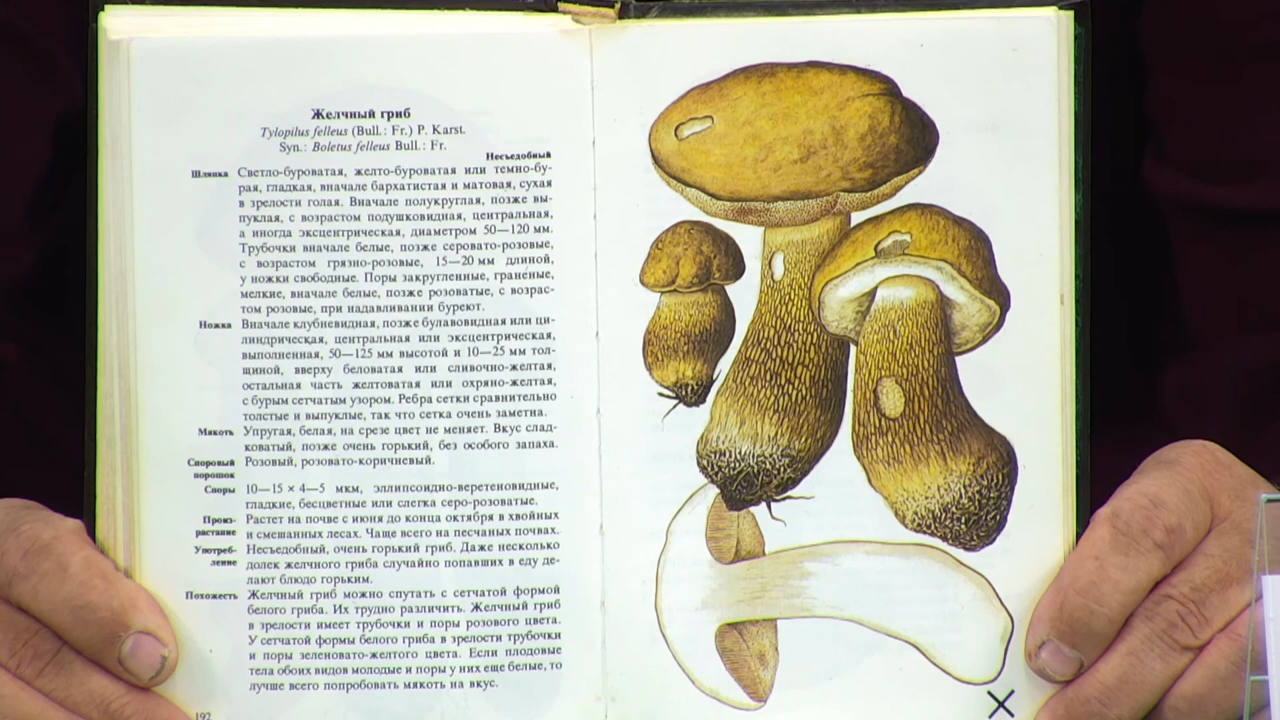 Желчный гриб
Tylopilus felleus (Bull.: Fr.) P. Karst.
Syn.: Boletus felleus Bull.: Fr.
Несъедобный
Шляпка Светло-буроватая, желто-буроватая или темно-бу-
рая, гладкая, вначале бархатистая и матовая, сухая
в зрелости голая. Вначале полукруглая, позже вы-
пуклая, с возрастом подушковидная, центральная,
а иногда эксцентрическая, диаметром 50—120 мм.
Трубочки вначале белые, позже серовато-розовые,
с возрастом грязно-розовые, 15—20 мм длиной,
у ножки свободные. Поры закругленные, граненые,
мелкие, вначале белые, позже розоватые, с возрас-
том розовые, при надавливании буреют.
Ножка Вначале клубневидная, позже булавовидная или ци-
линдрическая, центральная или эксцентрическая,
выполненная, 50—125 мм высотой и 10—25 мм тол-
щиной, вверху беловатая или сливочно-желтая,
остальная часть желтоватая или охряно-желтая,
с бурым сетчатым узором. Ребра сетки сравнительно
толстые и выпуклые, так что сетка очень заметна.
Мякоть Упругая, белая, на срезе цвет не меняет. Вкус слад-
коватый, позже очень горький, без особого запаха.
Споровый Розовый, розовато-коричневый.
порошок
Споры 10—15 × 4—5 мкм, эллипсоидно-веретеновидные,
гладкие, бесцветные или слегка серо-розоватые.
Произ- Растет на почве с июня до конца октября в хвойных
растание и смешанных лесах. Чаще всего на песчаных почвах.
Употреб- Несъедобный, очень горький гриб. Даже несколько
ление долек желчного гриба случайно попавших в еду де-
лают блюдо горьким.
Похожесть Желчный гриб можно спутать с сетчатой формой
белого гриба. Их трудно различить. Желчный гриб
в зрелости имеет трубочки и поры розового цвета.
У сетчатой формы белого гриба в зрелости трубочки
и поры зеленовато-желтого цвета. Если плодовые
тела обоих видов молодые и поры у них еще белые, то
лучше всего попробовать мякоть на вкус.
192